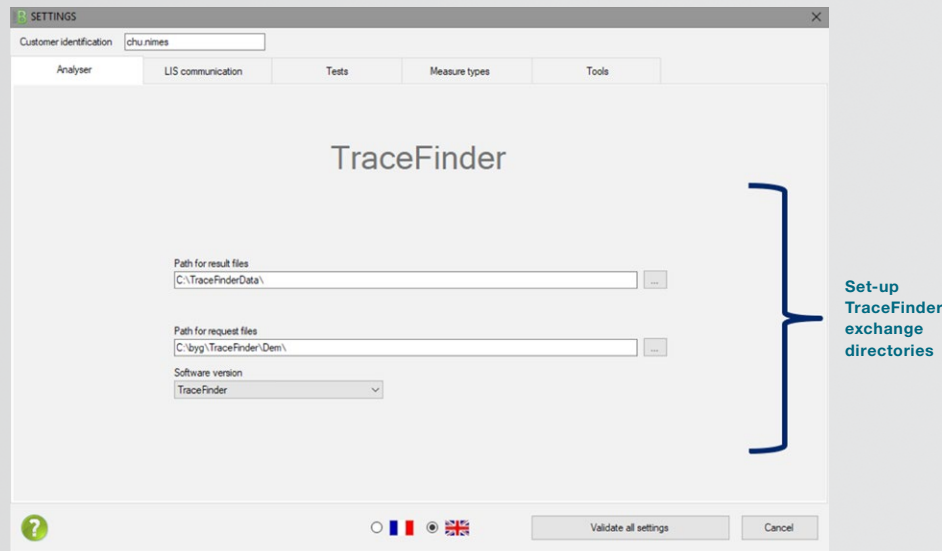 SETTINGS
Customer identification chu.nimes
Analyser LIS communication Tests Measure types Tools
TraceFinder
Path for result files
C:\TraceFinderData\
...
Path for request files
C:\byg\TraceFinder\Dem\
...
Software version
TraceFinder
Set-up
TraceFinder
exchange
directories
?
Validate all settings Cancel